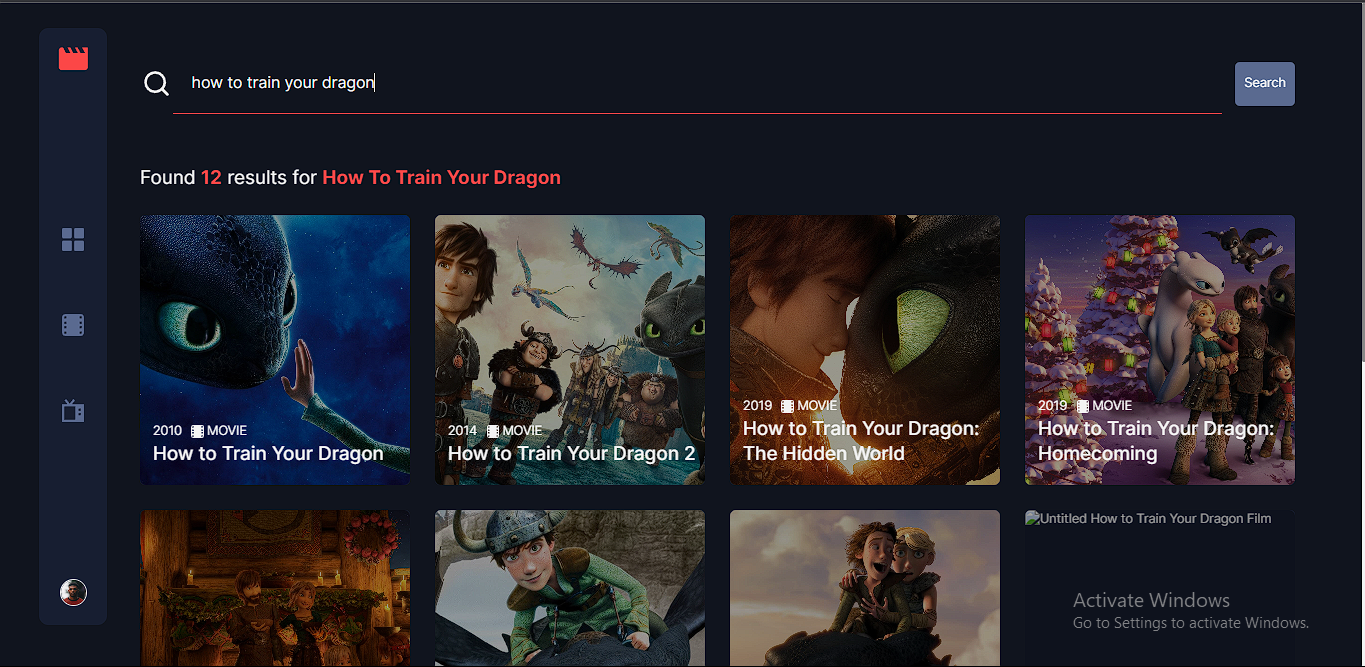 how to train your dragon
Search
Found 12 results for How To Train Your Dragon
2010 MOVIE
How to Train Your Dragon
2014 MOVIE
How to Train Your Dragon 2
2019 MOVIE
How to Train Your Dragon:
The Hidden World
2019 MOVIE
How to Train Your Dragon:
Homecoming
Untitled How to Train Your Dragon Film
Activate Windows
Go to Settings to activate Windows.